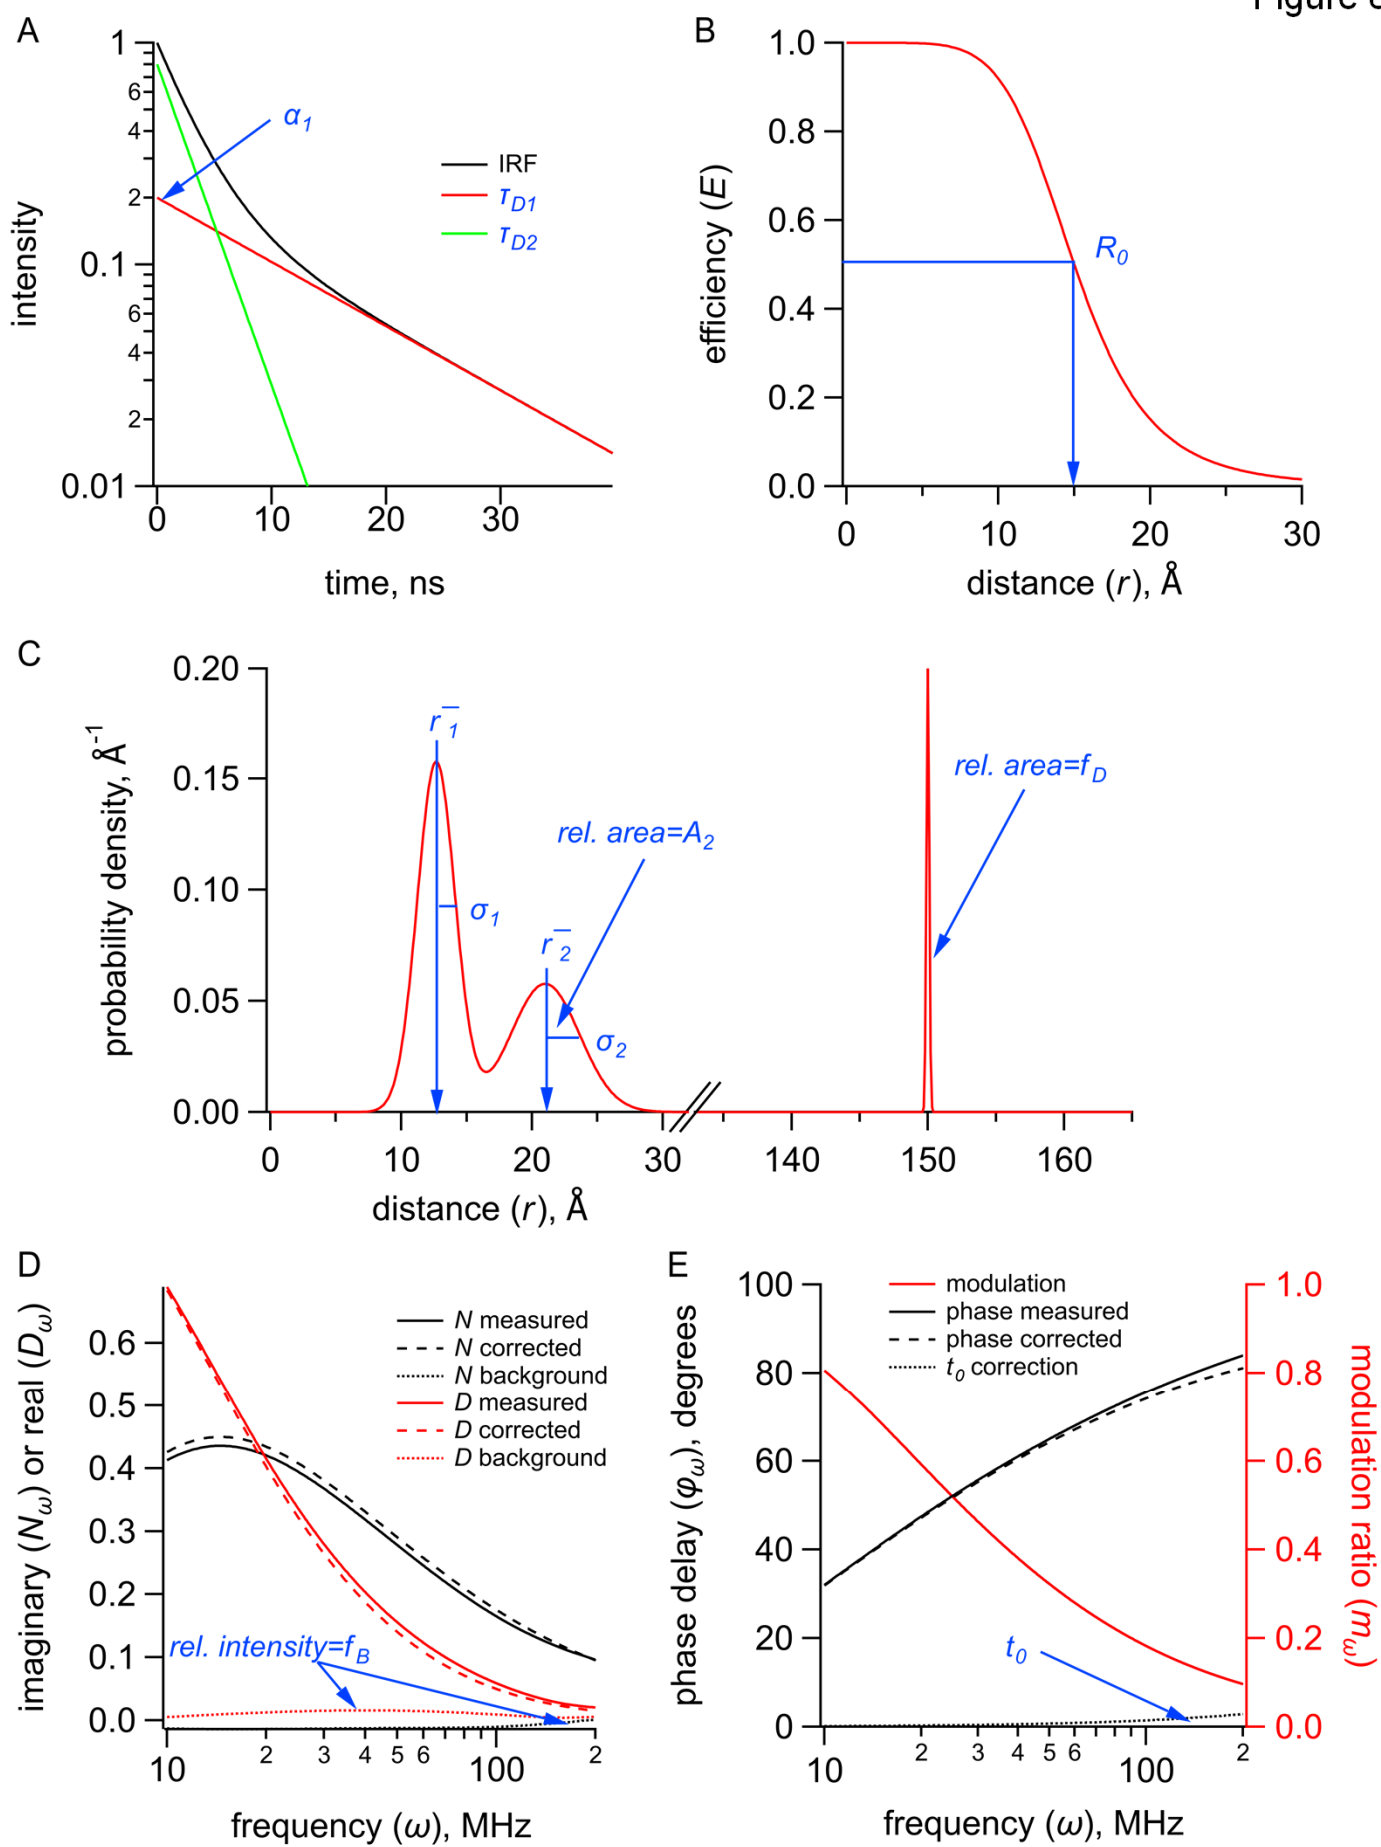 Figure 8
A
1
6
4
2
0.1
6
4
2
0.01
0
10
20
30
intensity
time, ns
α1
IRF
τD1
τD2
B
1.0
0.8
0.6
0.4
0.2
0.0
0
10
20
30
efficiency (E)
distance (r), Å
R0
C
0.20
0.15
0.10
0.05
0.00
0
10
20
30
140
150
160
probability density, Å-1
distance (r), Å
r̅1
σ1
r̅2
σ2
rel. area=A2
rel. area=fD
D
0.6
0.5
0.4
0.3
0.2
0.1
0.0
10
2
3
4
5
6
100
2
imaginary (Nω) or real (Dω)
frequency (ω), MHz
N measured
N corrected
N background
D measured
D corrected
D background
rel. intensity=fB
E
100
80
60
40
20
0
10
2
3
4
5
6
100
2
1.0
0.8
0.6
0.4
0.2
0.0
phase delay (φω), degrees
modulation ratio (mω)
frequency (ω), MHz
modulation
phase measured
phase corrected
t0 correction
t0